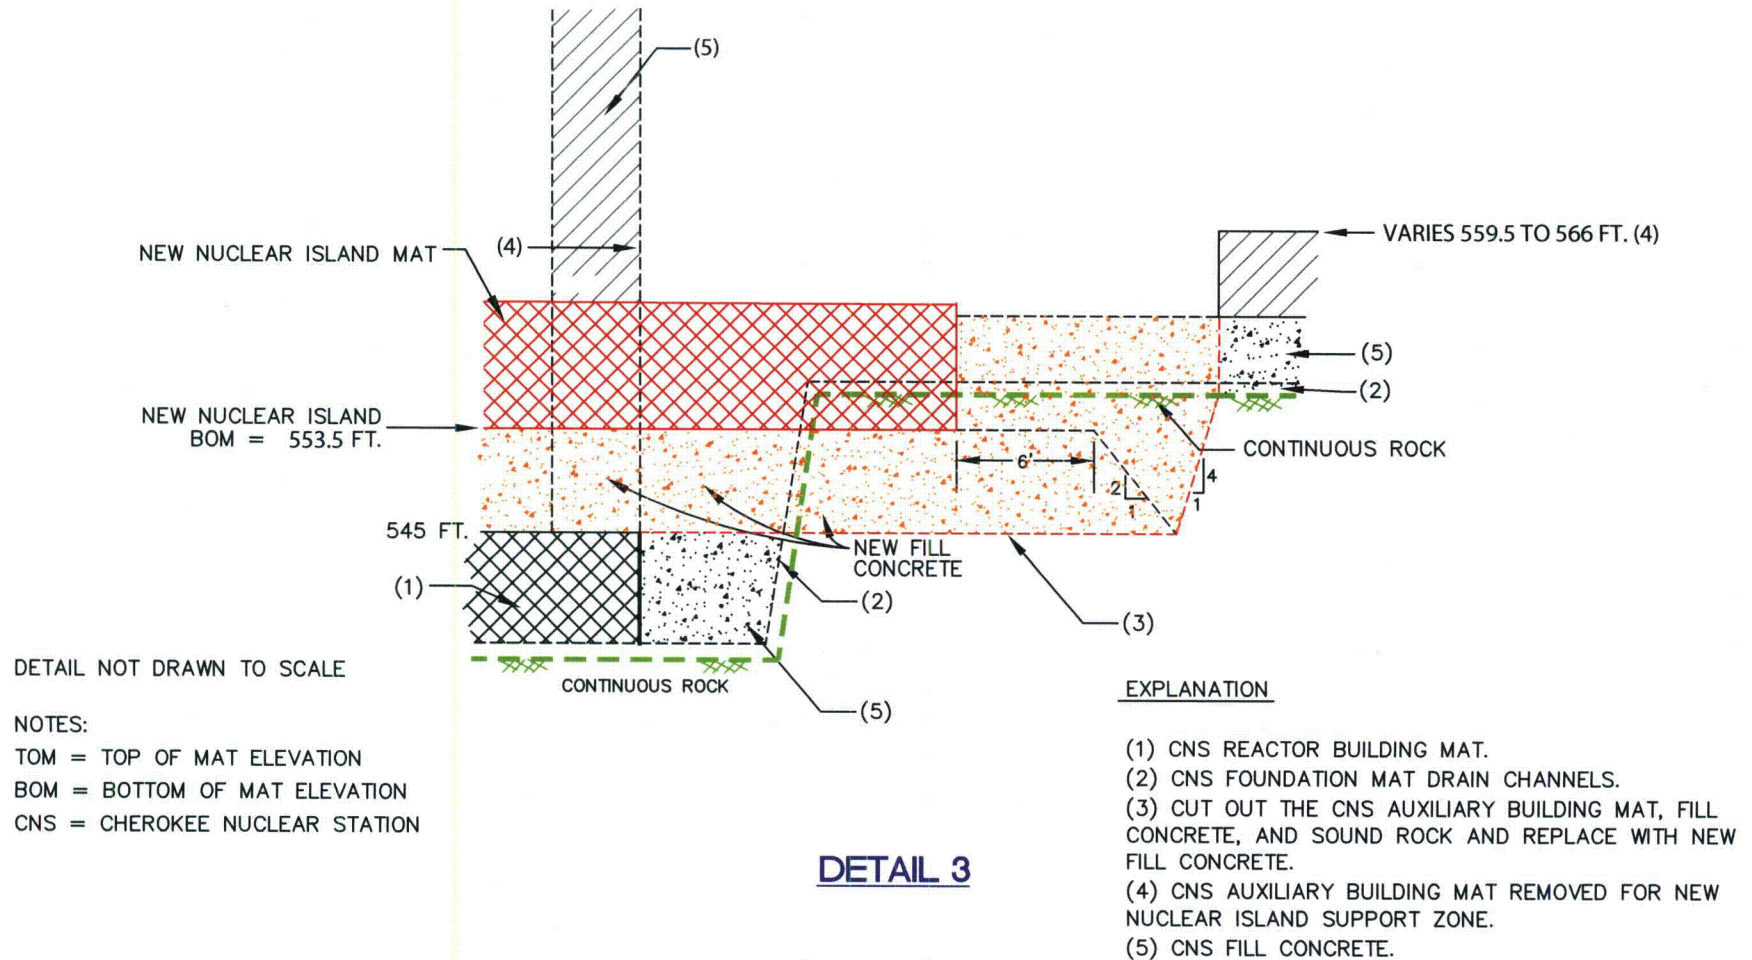 (5)
VARIES 559.5 TO 566 FT. (4)
NEW NUCLEAR ISLAND MAT
(4)
(5)
(2)
NEW NUCLEAR ISLAND
BOM = 553.5 FT.
CONTINUOUS ROCK
6'
2
1
4
1
545 FT.
NEW FILL
CONCRETE
(1)
(2)
(3)
(5)
CONTINUOUS ROCK
DETAIL NOT DRAWN TO SCALE
NOTES:
TOM = TOP OF MAT ELEVATION
BOM = BOTTOM OF MAT ELEVATION
CNS = CHEROKEE NUCLEAR STATION
DETAIL 3
EXPLANATION
(1) CNS REACTOR BUILDING MAT.
(2) CNS FOUNDATION MAT DRAIN CHANNELS.
(3) CUT OUT THE CNS AUXILIARY BUILDING MAT, FILL
CONCRETE, AND SOUND ROCK AND REPLACE WITH NEW
FILL CONCRETE.
(4) CNS AUXILIARY BUILDING MAT REMOVED FOR NEW
NUCLEAR ISLAND SUPPORT ZONE.
(5) CNS FILL CONCRETE.